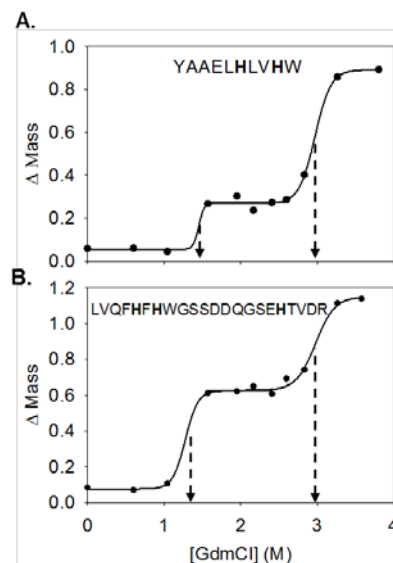 A.
YAAELHLVHW
1.0
0.8
0.6
0.4
0.2
0.0
Δ Mass
B.
LVQFHFHWGSSDDQGSEHTVDR
1.2
1.0
0.8
0.6
0.4
0.2
0.0
Δ Mass
0 1 2 3 4
[GdmCl] (M)